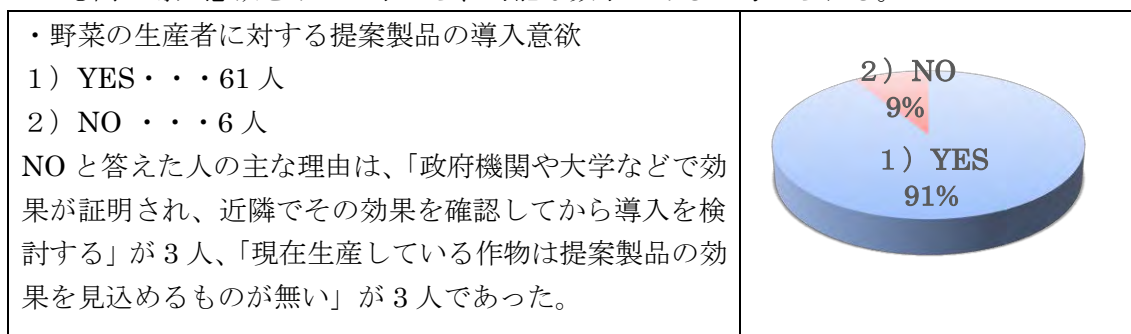 ・野菜の生産者に対する提案製品の導入意欲
1）YES・・・61 人
2）NO ・・・6 人
NO と答えた人の主な理由は、「政府機関や大学などで効
果が証明され、近隣でその効果を確認してから導入を検
討する」が 3 人、「現在生産している作物は提案製品の効
果を見込めるものが無い」が 3 人であった。
2）NO
9%
1）YES
91%